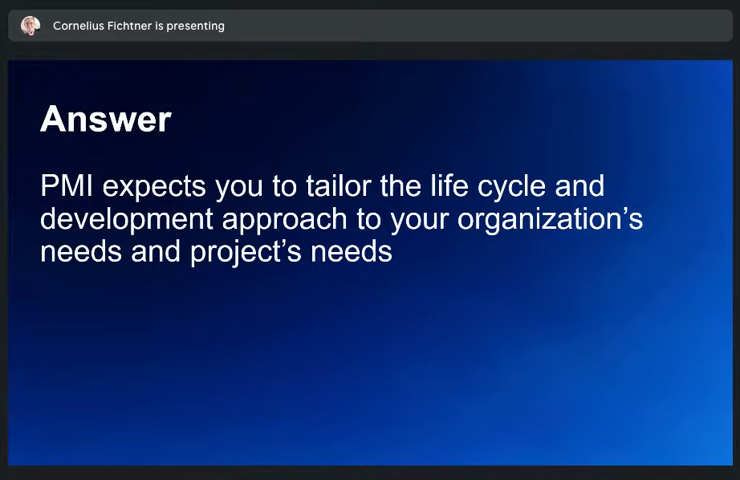 Cornelius Fichtner is presenting
Answer
PMI expects you to tailor the life cycle and
development approach to your organization's
needs and project's needs